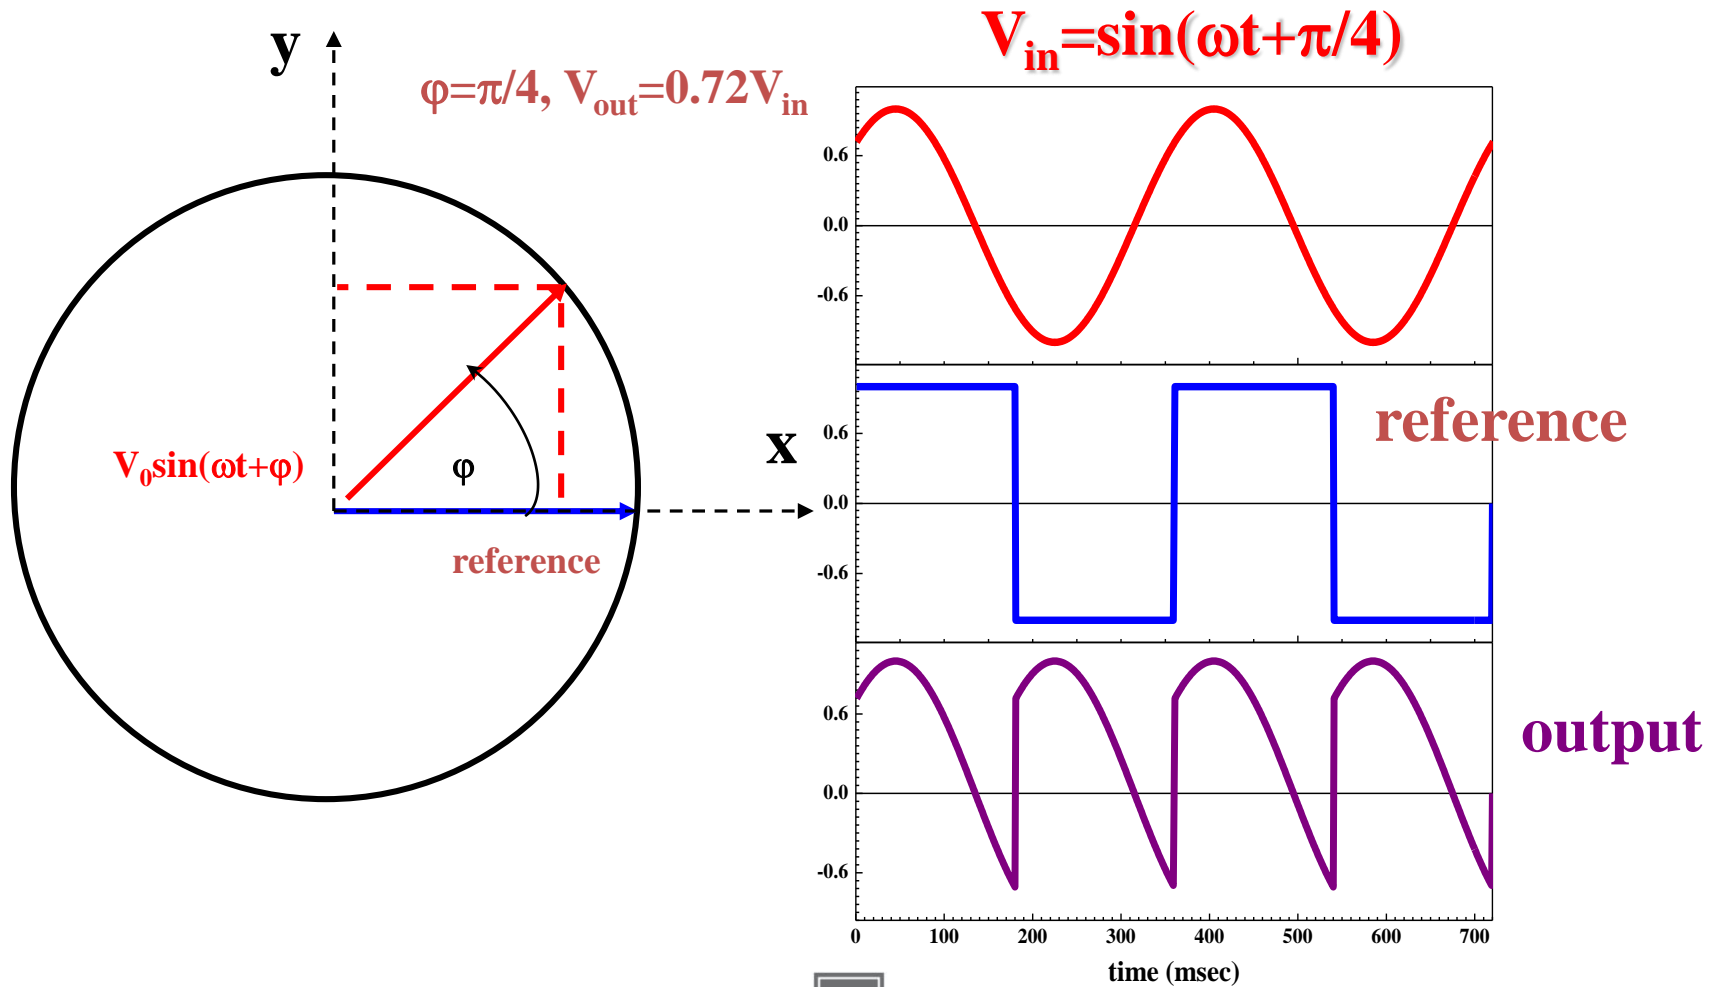 y
φ=π/4, Vout=0.72Vin
V0sin(ωt+φ)
φ
x
reference
Vin=sin(ωt+π/4)
0.6
0.0
-0.6
reference
0.6
0.0
-0.6
output
0.6
0.0
-0.6
0 100 200 300 400 500 600 700
time (msec)